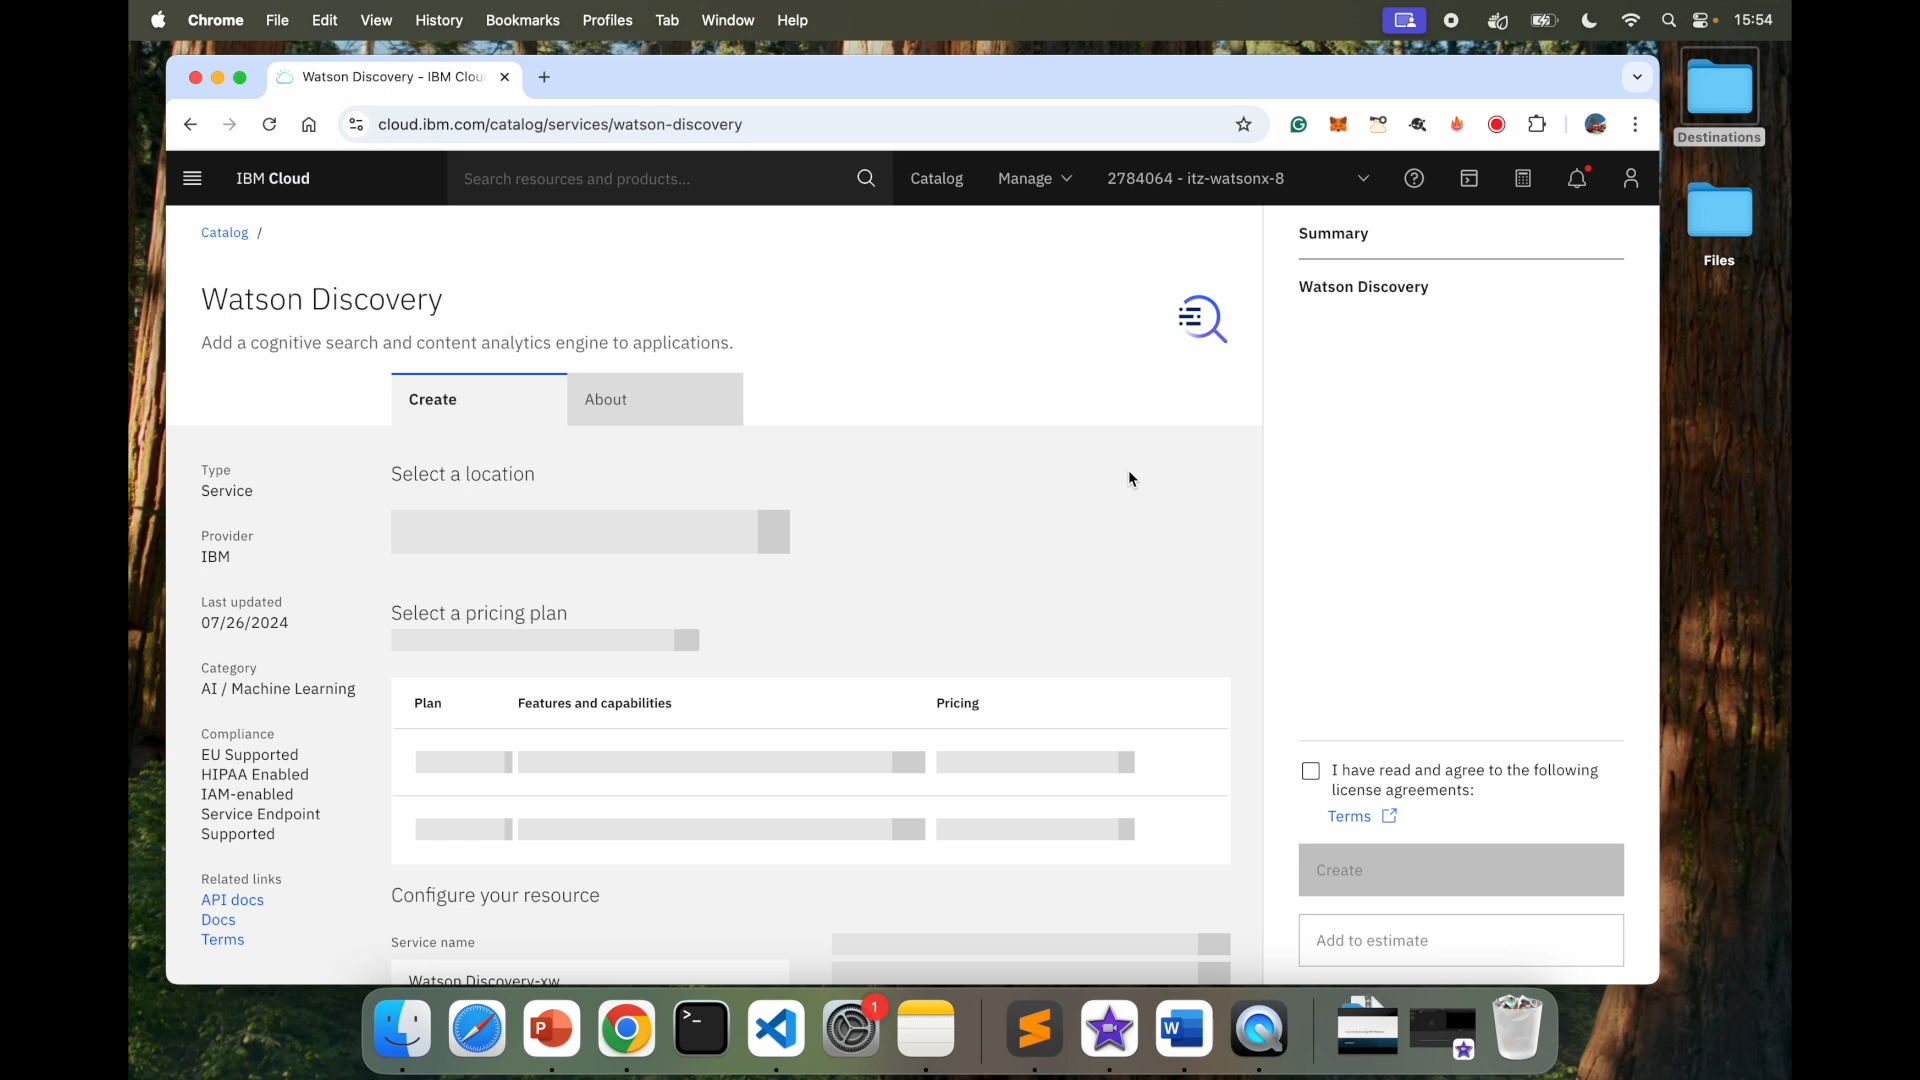 Chrome File Edit View History Bookmarks Profiles Tab Window Help 15:54
Watson Discovery - IBM Clou
cloud.ibm.com/catalog/services/watson-discovery
Destinations
Files
IBM Cloud Search resources and products... Catalog Manage 2784064 - itz-watsonx-8
Catalog /
Watson Discovery
Add a cognitive search and content analytics engine to applications.
Create About
Type
Service
Provider
IBM
Last updated
07/26/2024
Category
AI / Machine Learning
Compliance
EU Supported
HIPAA Enabled
IAM-enabled
Service Endpoint
Supported
Related links
API docs
Docs
Terms
Select a location
Select a pricing plan
Plan Features and capabilities Pricing
Configure your resource
Service name
Watson Discovery-xw
Summary
Watson Discovery
I have read and agree to the following
license agreements:
Terms
Create
Add to estimate
P
>_
1
W